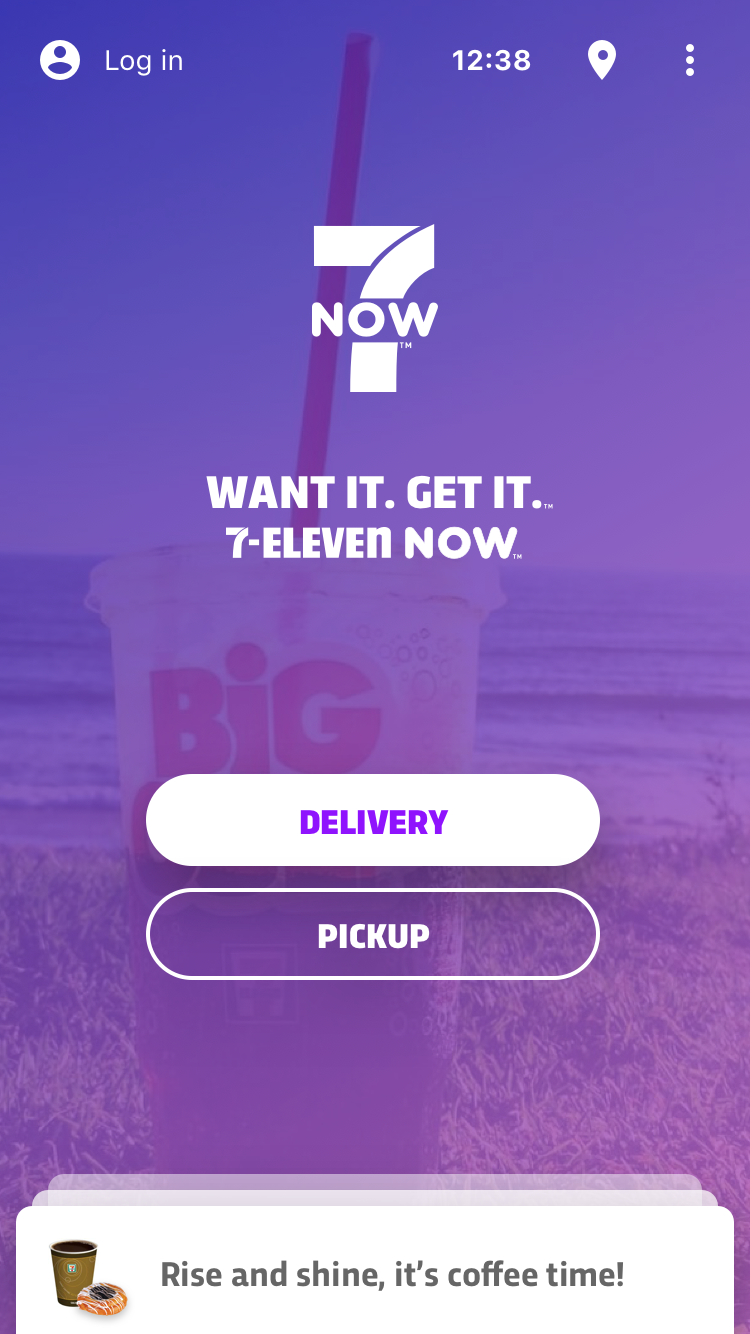 Log in
12:38
7
NOW™
WANT IT. GET IT.™
7-ELEVEn NOW™
BiG
DELIVERY
PICKUP
Rise and shine, it’s coffee time!